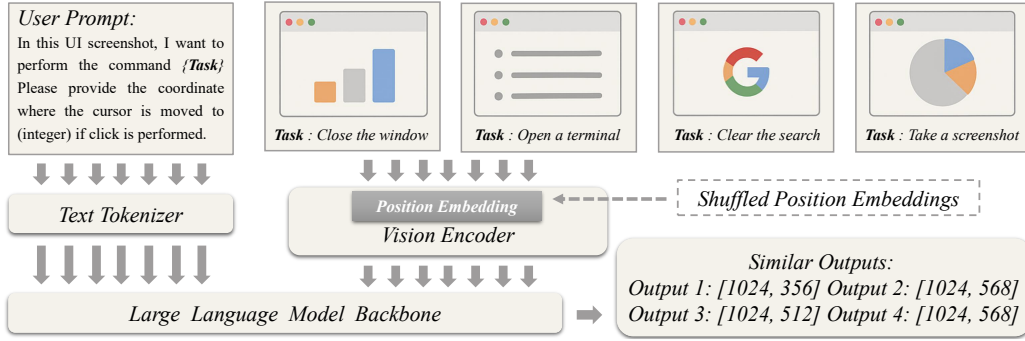 User Prompt:
In this UI screenshot, I want to
perform the command {Task}
Please provide the coordinate
where the cursor is moved to
(integer) if click is performed.
Task : Close the window
Task : Open a terminal
Task : Clear the search
Task : Take a screenshot
Text Tokenizer
Position Embedding
Vision Encoder
Shuffled Position Embeddings
Large Language Model Backbone
Similar Outputs:
Output 1: [1024, 356] Output 2: [1024, 568]
Output 3: [1024, 512] Output 4: [1024, 568]